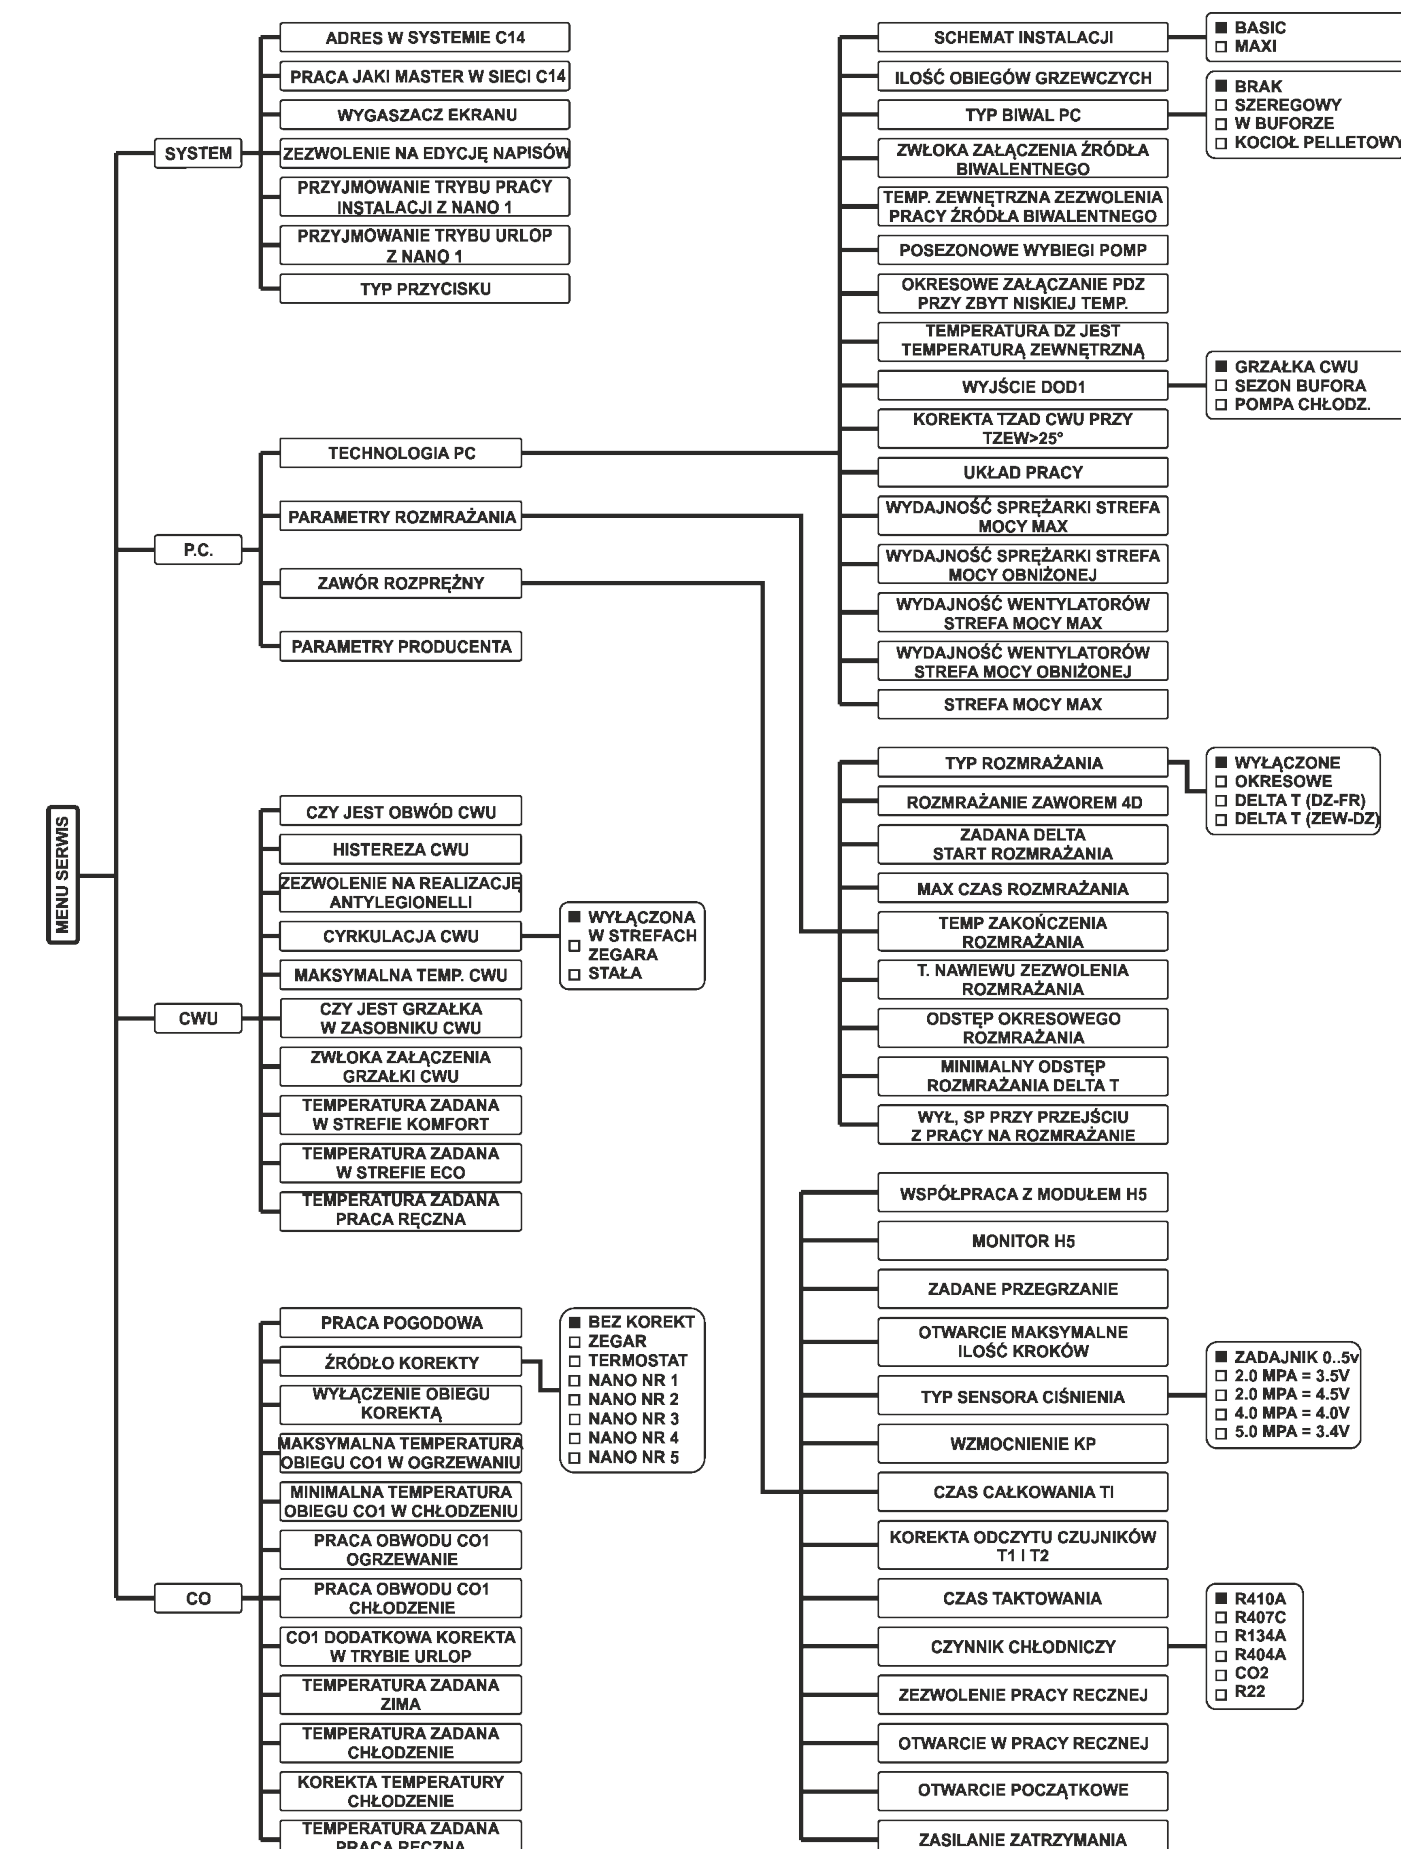 MENU SERWIS
SYSTEM
ADRES W SYSTEMIE C14
PRACA JAKI MASTER W SIECI C14
WYGASZACZ EKRANU
ZEZWOLENIE NA EDYCJĘ NAPISÓW
PRZYJMOWANIE TRYBU PRACY
INSTALACJI Z NANO 1
PRZYJMOWANIE TRYBU URLOP
Z NANO 1
TYP PRZYCISKU
P.C.
TECHNOLOGIA PC
PARAMETRY ROZMRAŻANIA
ZAWÓR ROZPRĘŻNY
PARAMETRY PRODUCENTA
SCHEMAT INSTALACJI
BASIC
MAXI
ILOŚĆ OBIEGÓW GRZEWCZYCH
TYP BIWAL PC
BRAK
SZEREGOWY
W BUFORZE
KOCIOŁ PELLETOWY
ZWŁOKA ZAŁĄCZENIA ŹRÓDŁA
BIWALENTNEGO
TEMP. ZEWNĘTRZNA ZEZWOLENIA
PRACY ŹRÓDŁA BIWALENTNEGO
POSEZONOWE WYBIEGI POMP
OKRESOWE ZAŁĄCZANIE PDZ
PRZY ZBYT NISKIEJ TEMP.
TEMPERATURA DZ JEST
TEMPERATURĄ ZEWNĘTRZNĄ
WYJŚCIE DOD1
GRZAŁKA CWU
SEZON BUFORA
POMPA CHŁODZ.
KOREKTA TZAD CWU PRZY
TZEW>25°
UKŁAD PRACY
WYDAJNOŚĆ SPRĘŻARKI STREFA
MOCY MAX
WYDAJNOŚĆ SPRĘŻARKI STREFA
MOCY OBNIŻONEJ
WYDAJNOŚĆ WENTYLATORÓW
STREFA MOCY MAX
WYDAJNOŚĆ WENTYLATORÓW
STREFA MOCY OBNIŻONEJ
STREFA MOCY MAX
TYP ROZMRAŻANIA
WYŁĄCZONE
OKRESOWE
DELTA T (DZ-FR)
DELTA T (ZEW-DZ)
ROZMRAŻANIE ZAWOREM 4D
ZADANA DELTA
START ROZMRAŻANIA
MAX CZAS ROZMRAŻANIA
TEMP ZAKOŃCZENIA
ROZMRAŻANIA
T. NAWIEWU ZEZWOLENIA
ROZMRAŻANIA
ODSTĘP OKRESOWEGO
ROZMRAŻANIA
MINIMALNY ODSTĘP
ROZMRAŻANIA DELTA T
WYŁ, SP PRZY PRZEJŚCIU
Z PRACY NA ROZMRAŻANIE
WSPÓŁPRACA Z MODUŁEM H5
MONITOR H5
ZADANE PRZEGRZANIE
OTWARCIE MAKSYMALNE
ILOŚĆ KROKÓW
TYP SENSORA CIŚNIENIA
ZADAJNIK 0..5v
2.0 MPA = 3.5V
2.0 MPA = 4.5V
4.0 MPA = 4.0V
5.0 MPA = 3.4V
WZMOCNIENIE KP
CZAS CAŁKOWANIA TI
KOREKTA ODCZYTU CZUJNIKÓW
T1 I T2
CZAS TAKTOWANIA
CZYNNIK CHŁODNICZY
R410A
R407C
R134A
R404A
CO2
R22
ZEZWOLENIE PRACY RECZNEJ
OTWARCIE W PRACY RECZNEJ
OTWARCIE POCZĄTKOWE
ZASILANIE ZATRZYMANIA
CWU
CZY JEST OBWÓD CWU
HISTEREZA CWU
ZEZWOLENIE NA REALIZACJĘ
ANTYLEGIONELLI
CYRKULACJA CWU
WYŁĄCZONA
W STREFACH
ZEGARA
STAŁA
MAKSYMALNA TEMP. CWU
CZY JEST GRZAŁKA
W ZASOBNIKU CWU
ZWŁOKA ZAŁĄCZENIA
GRZAŁKI CWU
TEMPERATURA ZADANA
W STREFIE KOMFORT
TEMPERATURA ZADANA
W STREFIE ECO
TEMPERATURA ZADANA
PRACA RĘCZNA
CO
PRACA POGODOWA
ŹRÓDŁO KOREKTY
BEZ KOREKT
ZEGAR
TERMOSTAT
NANO NR 1
NANO NR 2
NANO NR 3
NANO NR 4
NANO NR 5
WYŁĄCZENIE OBIEGU
KOREKTĄ
MAKSYMALNA TEMPERATURA
OBIEGU CO1 W OGRZEWANIU
MINIMALNA TEMPERATURA
OBIEGU CO1 W CHŁODZENIU
PRACA OBWODU CO1
OGRZEWANIE
PRACA OBWODU CO1
CHŁODZENIE
CO1 DODATKOWA KOREKTA
W TRYBIE URLOP
TEMPERATURA ZADANA
ZIMA
TEMPERATURA ZADANA
CHŁODZENIE
KOREKTA TEMPERATURY
CHŁODZENIE
TEMPERATURA ZADANA
PRACA RĘCZNA